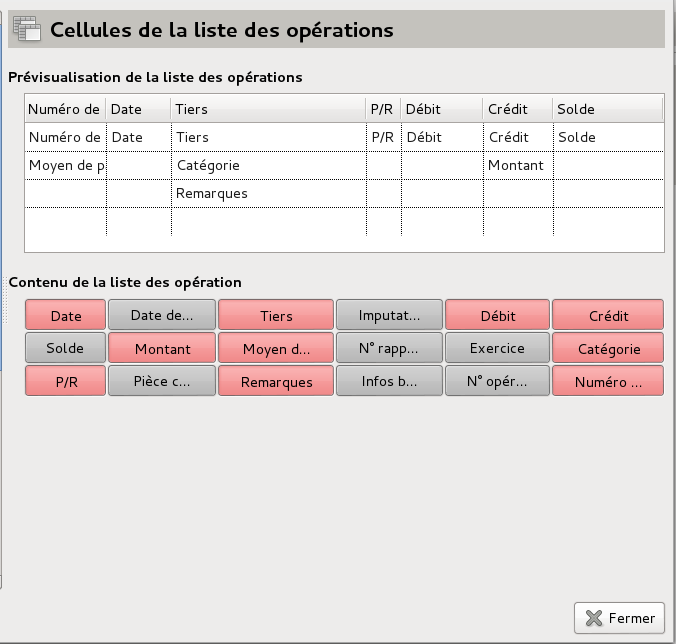 Cellules de la liste des opérations
Prévisualisation de la liste des opérations
Numéro de Date Tiers P/R Débit Crédit Solde
Numéro de Date Tiers P/R Débit Crédit Solde
Moyen de p Catégorie Montant
Remarques
Contenu de la liste des opération
Date Date de... Tiers Imputat... Débit Crédit
Solde Montant Moyen d... N° rapp... Exercice Catégorie
P/R Pièce c... Remarques Infos b... N° opér... Numéro ...
Fermer